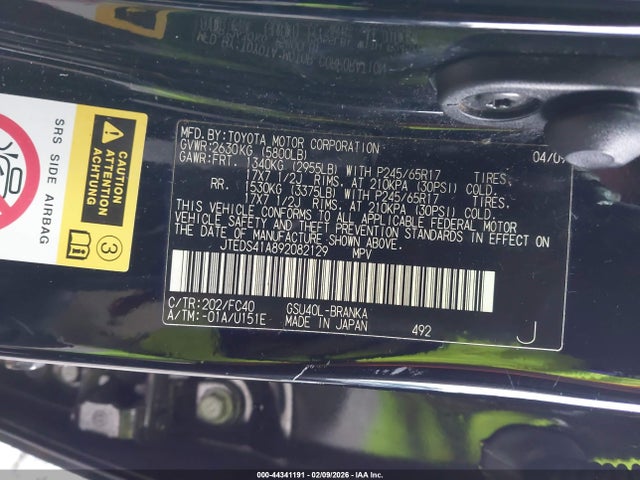 MFD.BY:TOYOTA MOTOR CORPORATION 04/09
GVWR:2630KG (5800LB)
GAWR:FRT. 1340KG (2955LB) WITH P245/65R17 TIRES.
17X7 1/2J RIMS, AT 210KPA (30PSI) COLD.
RR. 1530KG (3375LB) WITH P245/65R17 TIRES.
17X7 1/2J RIMS, AT 210KPA (30PSI) COLD.
THIS VEHICLE CONFORMS TO ALL APPLICABLE FEDERAL MOTOR
VEHICLE SAFETY AND THEFT PREVENTION STANDARDS IN EFFECT ON
THE DATE OF MANUFACTURE SHOWN ABOVE.
JTEDS41A892082129 MPV
C/TR:202/FC40 GSU40L-BRANKA
A/TM:-01A/U151E MADE IN JAPAN 492 J
SRS SIDE AIRBAG
CAUTION
ATTENTION
ACHTUNG
3
000-44341191 - 02/09/2026 - IAAI.com